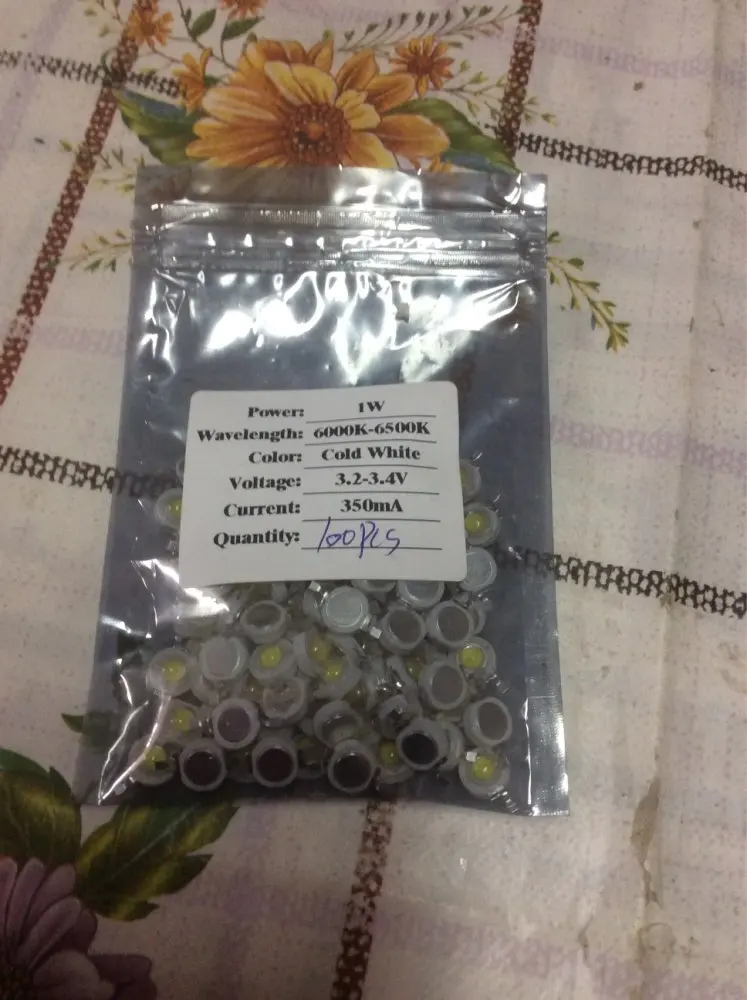 Power: 1W
Wavelength: 6000K-6500K
Color: Cold White
Voltage: 3.2-3.4V
Current: 350mA
Quantity: 100PCS